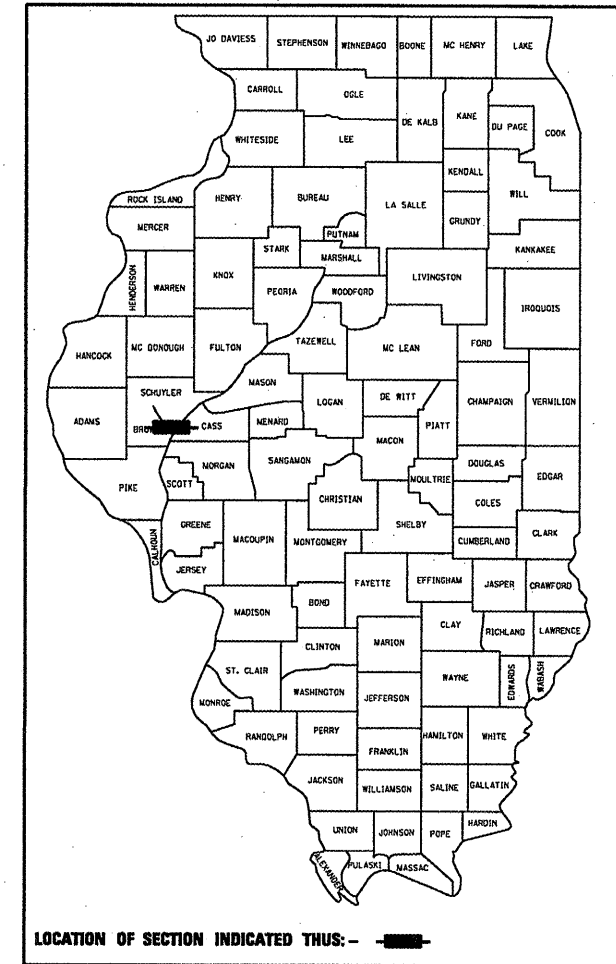 JO DAVIESS STEPHENSON WINNEBAGO BOONE MC HENRY LAKE
CARROLL OGLE DE KALB KANE DU PAGE COOK
WHITESIDE LEE
KENDALL WILL
ROCK ISLAND HENRY BUREAU LA SALLE GRUNDY
MERCER PUTNAM
STARK MARSHALL KANKAKEE
HENDERSON WARREN KNOX PEORIA WOODFORD LIVINGSTON IROQUOIS
HANCOCK MC DONOUGH FULTON TAZEWELL MC LEAN FORD
MASON
SCHUYLER LOGAN DE WITT CHAMPAIGN VERMILION
ADAMS CASS MENARD PIATT
MACON
PIKE SCOTT MORGAN SANGAMON MOULTRIE DOUGLAS EDGAR
CHRISTIAN COLES
CALHOUN GREENE MACOUPIN MONTGOMERY SHELBY CUMBERLAND CLARK
JERSEY
FAYETTE EFFINGHAM JASPER CRAWFORD
MADISON BOND
CLAY RICHLAND LAWRENCE
CLINTON MARION
ST. CLAIR WAYNE EDWARDS WABASH
WASHINGTON JEFFERSON
MONROE
RANDOLPH PERRY HAMILTON WHITE
FRANKLIN
JACKSON WILLIAMSON SALINE GALLATIN
UNION JOHNSON POPE HARDIN
ALEXANDER PULASKI MASSAC
LOCATION OF SECTION INDICATED THUS:-